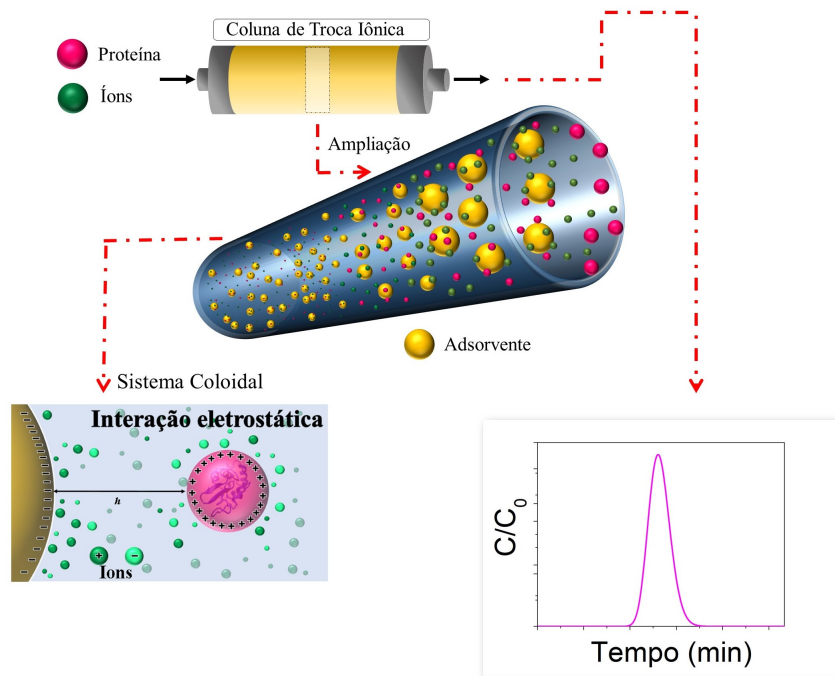 Coluna de Troca Iônica
Proteína
Íons
Ampliação
Adsorvente
Sistema Coloidal
Interação eletrostática
h
+ -
Ions
C/C0
Tempo (min)